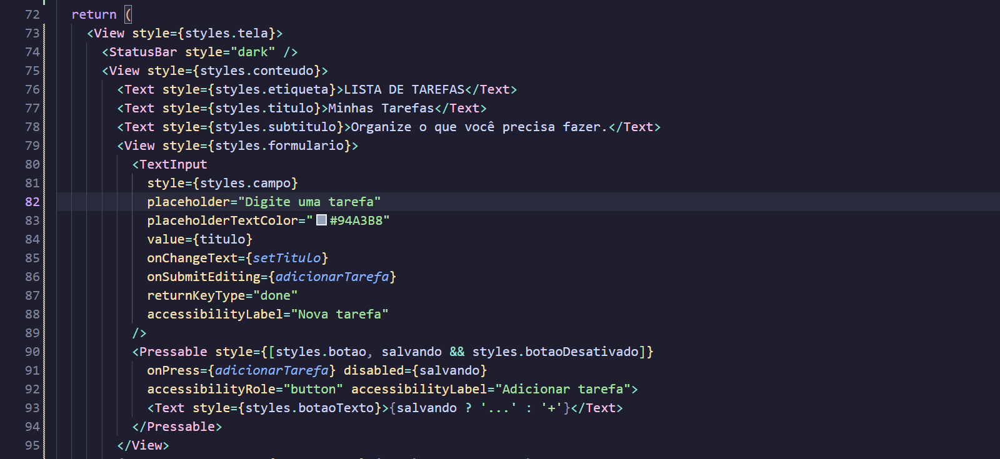 72 return (
73 <View style={styles.tela}>
74 <StatusBar style="dark" />
75 <View style={styles.conteudo}>
76 <Text style={styles.etiqueta}>LISTA DE TAREFAS</Text>
77 <Text style={styles.titulo}>Minhas Tarefas</Text>
78 <Text style={styles.subtitulo}>Organize o que você precisa fazer.</Text>
79 <View style={styles.formulario}>
80 <TextInput
81 style={styles.campo}
82 placeholder="Digite uma tarefa"
83 placeholderTextColor="#94A3B8"
84 value={titulo}
85 onChangeText={setTitulo}
86 onSubmitEditing={adicionarTarefa}
87 returnKeyType="done"
88 accessibilityLabel="Nova tarefa"
89 />
90 <Pressable style={[styles.botao, salvando && styles.botaoDesativado]}
91 onPress={adicionarTarefa} disabled={salvando}
92 accessibilityRole="button" accessibilityLabel="Adicionar tarefa">
93 <Text style={styles.botaoTexto}>{salvando ? '...' : '+'}</Text>
94 </Pressable>
95 </View>